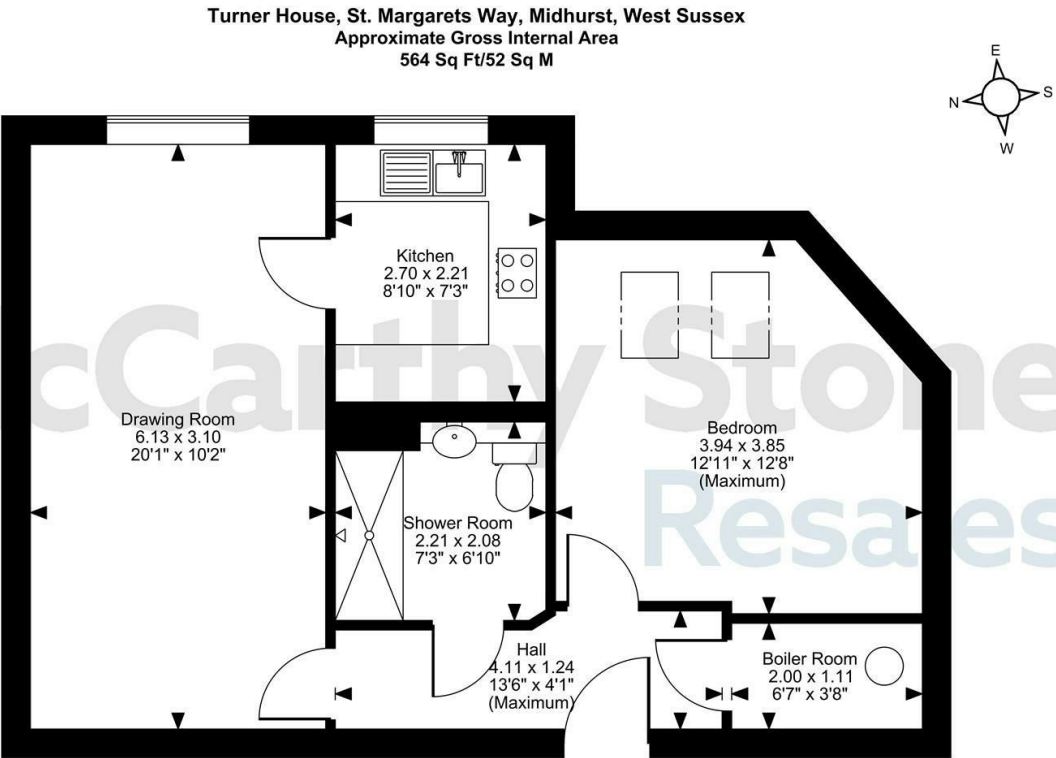 Turner House, St. Margarets Way, Midhurst, West Sussex
Approximate Gross Internal Area
564 Sq Ft/52 Sq M
E
N
S
W
Kitchen
2.70 x 2.21
8'10" x 7'3"
Drawing Room
6.13 x 3.10
20'1" x 10'2"
Bedroom
3.94 x 3.85
12'11" x 12'8"
(Maximum)
Shower Room
2.21 x 2.08
7'3" x 6'10"
Hall
4.11 x 1.24
13'6" x 4'1"
(Maximum)
Boiler Room
2.00 x 1.11
6'7" x 3'8"
cCarthy Stone
Resales